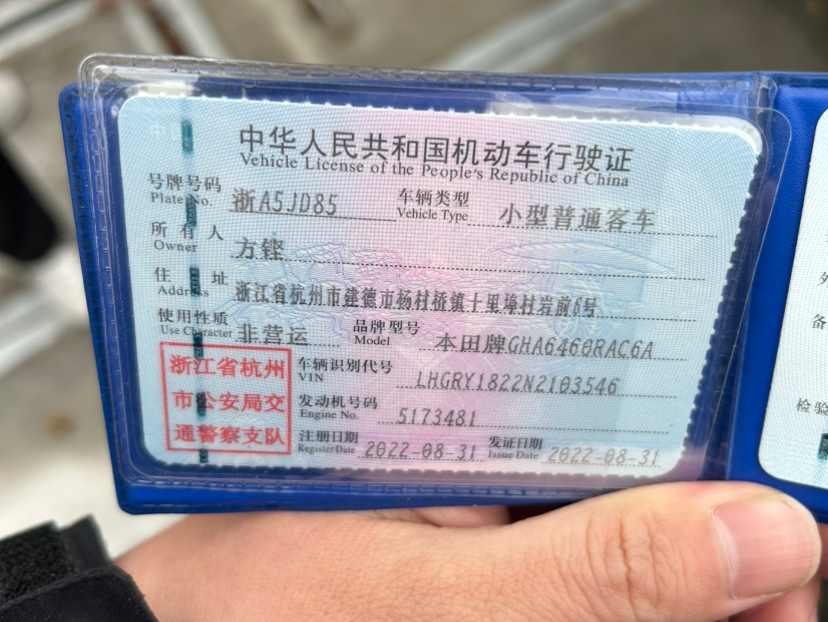 中华人民共和国机动车行驶证
Vehicle License of the People's Republic of China
号牌号码 浙A5JD85 车辆类型 小型普通客车
Plate No. Vehicle Type
所有人 方铿
Owner
住址 浙江省杭州市建德市杨村桥镇十里埠村岩前6号
Address
使用性质 非营运 品牌型号 本田牌GHA6460RAC6A
Use Character Model
浙江省杭州市公安局交通警察支队
车辆识别代号 LHGRY1822N2103546
VIN
发动机号码 5173481
Engine No.
注册日期 2022-08-31 发证日期 2022-08-31
Register Date Issue Date
备
检验